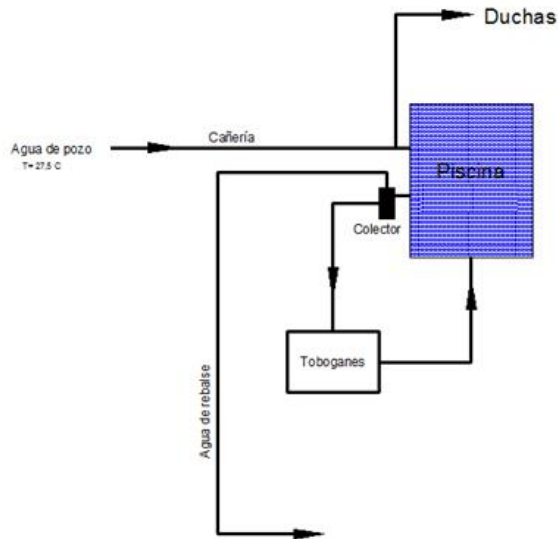 Duchas
Cañería
Agua de pozo
T= 27,5 C
Piscina
Colector
Toboganes
Agua de rebalse